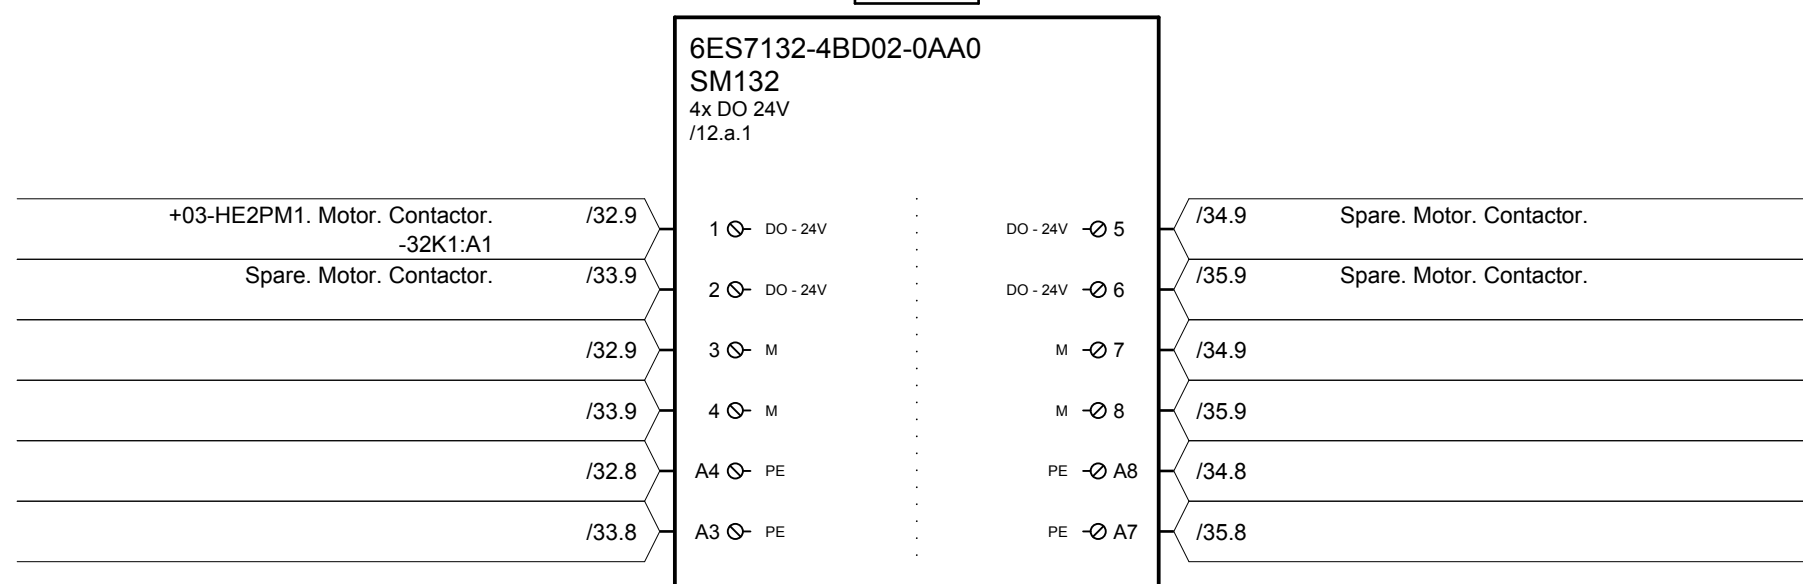 6ES7132-4BD02-0AA0
SM132
4x DO 24V
/12.a.1
+03-HE2PM1. Motor. Contactor. /32.9 1 DO - 24V DO - 24V 5 /34.9 Spare. Motor. Contactor.
-32K1:A1
Spare. Motor. Contactor. /33.9 2 DO - 24V DO - 24V 6 /35.9 Spare. Motor. Contactor.
/32.9 3 M M 7 /34.9
/33.9 4 M M 8 /35.9
/32.8 A4 PE PE A8 /34.8
/33.8 A3 PE PE A7 /35.8